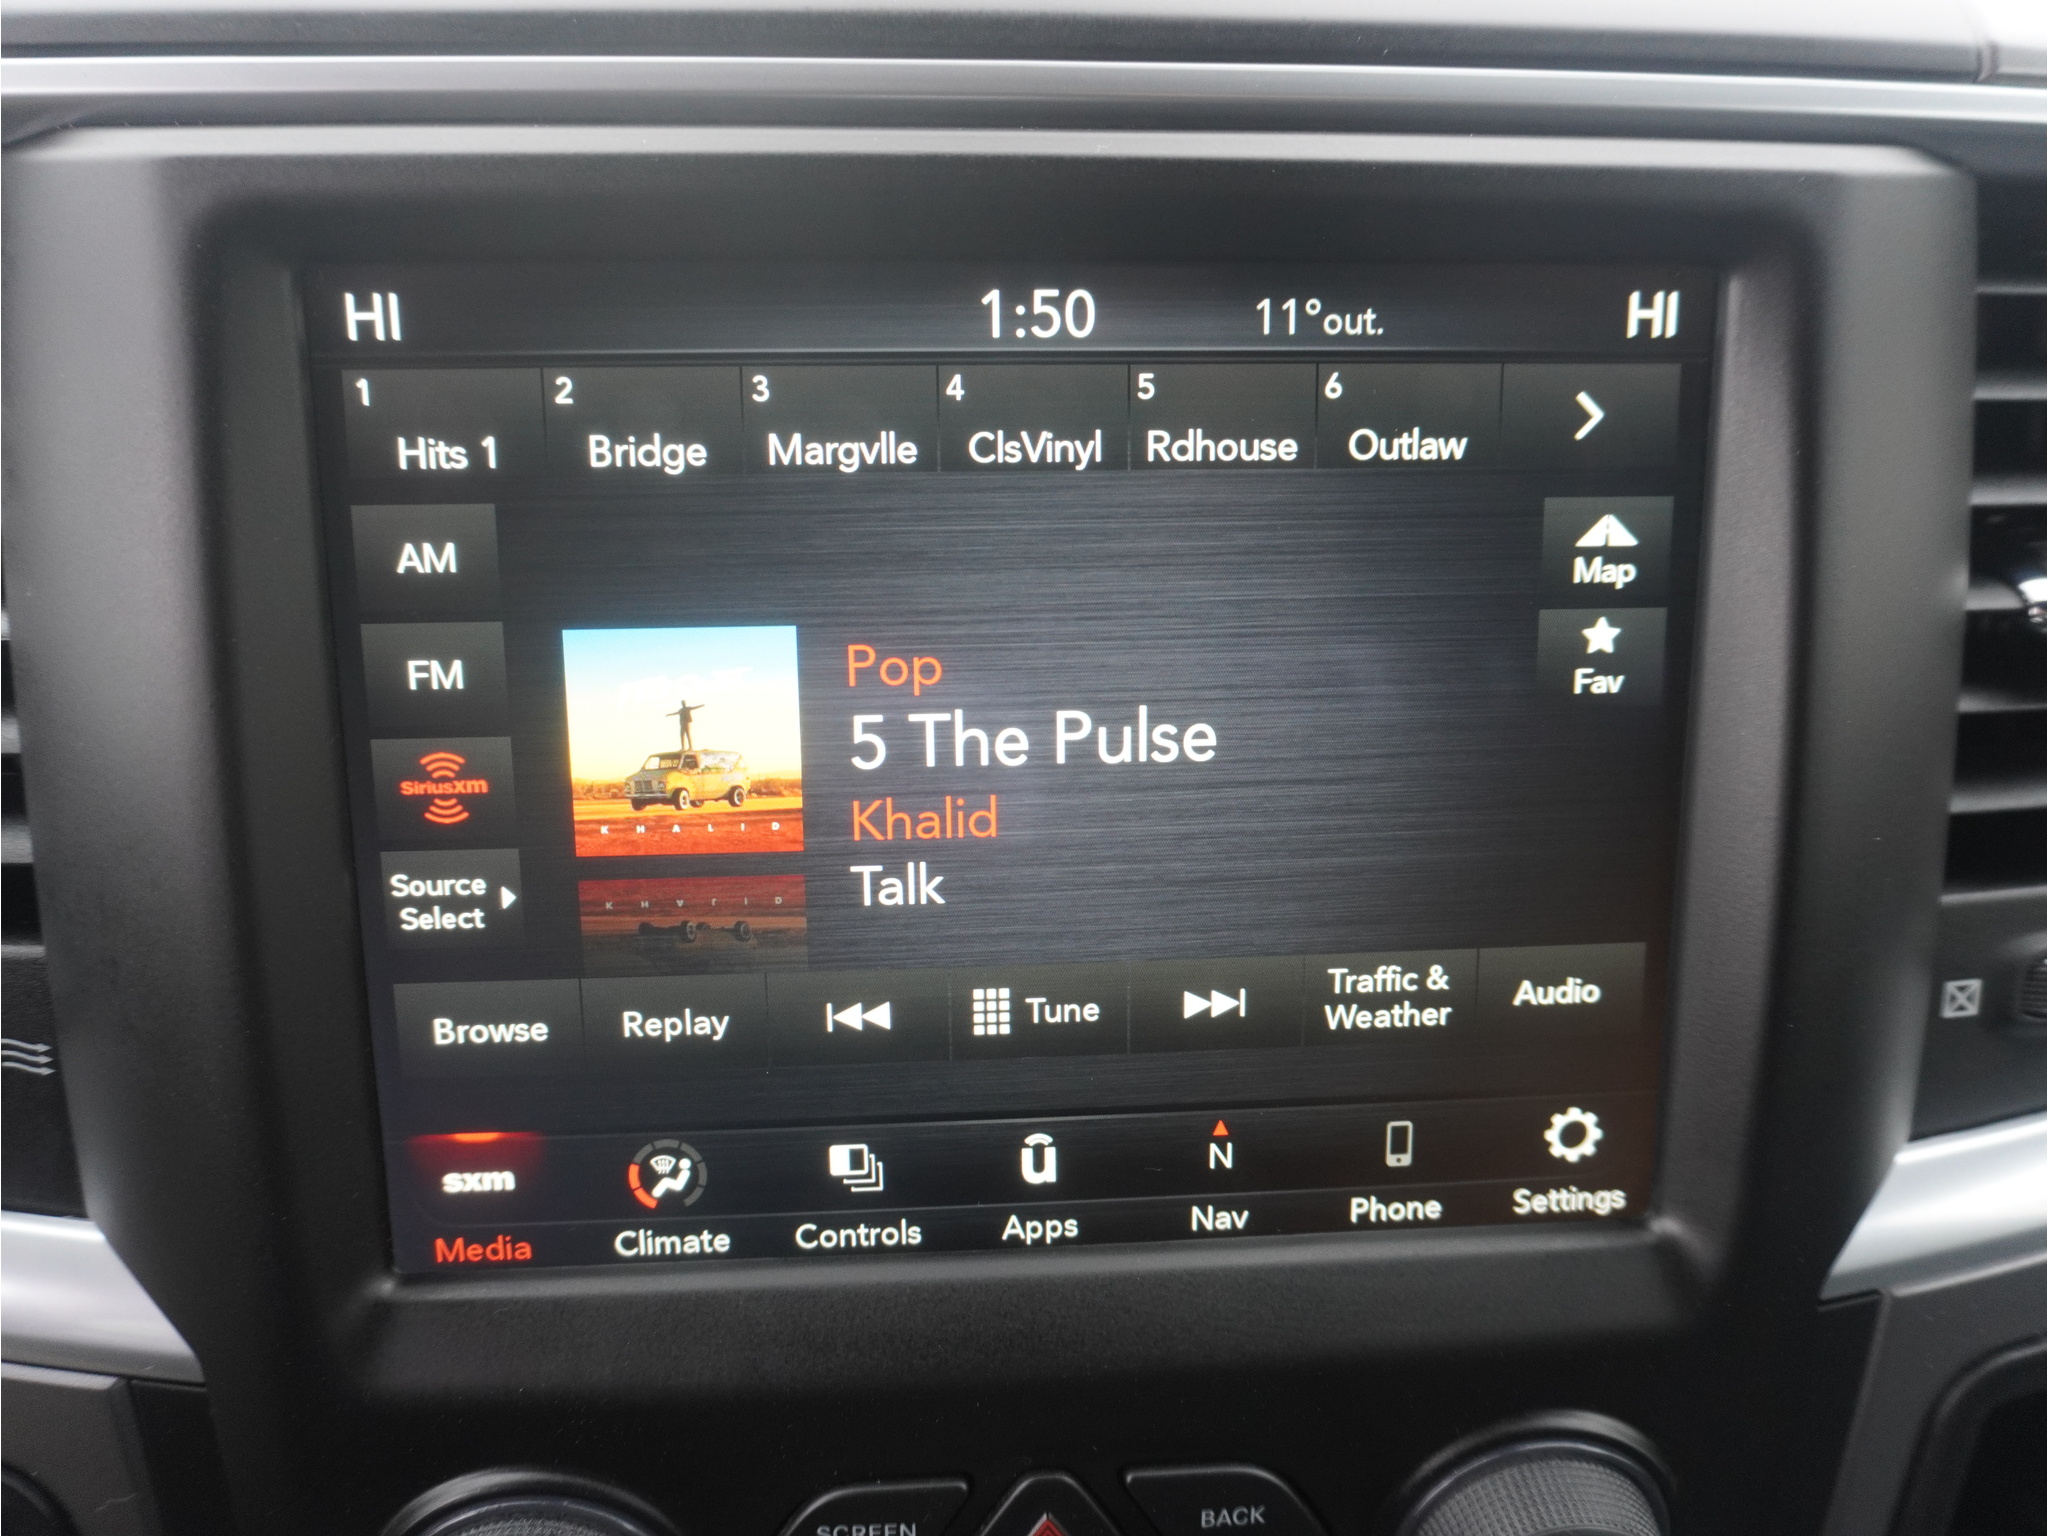 HI 1:50 11°out. HI
1 2 3 4 5 6
Hits 1 Bridge Margvlle ClsVinyl Rdhouse Outlaw
AM
Map
FM
Fav
Pop
5 The Pulse
SiriusXm
Khalid
KHALID
Talk
Source
Select
Browse
Replay
Tune
Traffic &
Weather
Audio
sxm
N
Media
Climate
Controls
Apps
Nav
Phone
Settings
SCREEN
BACK